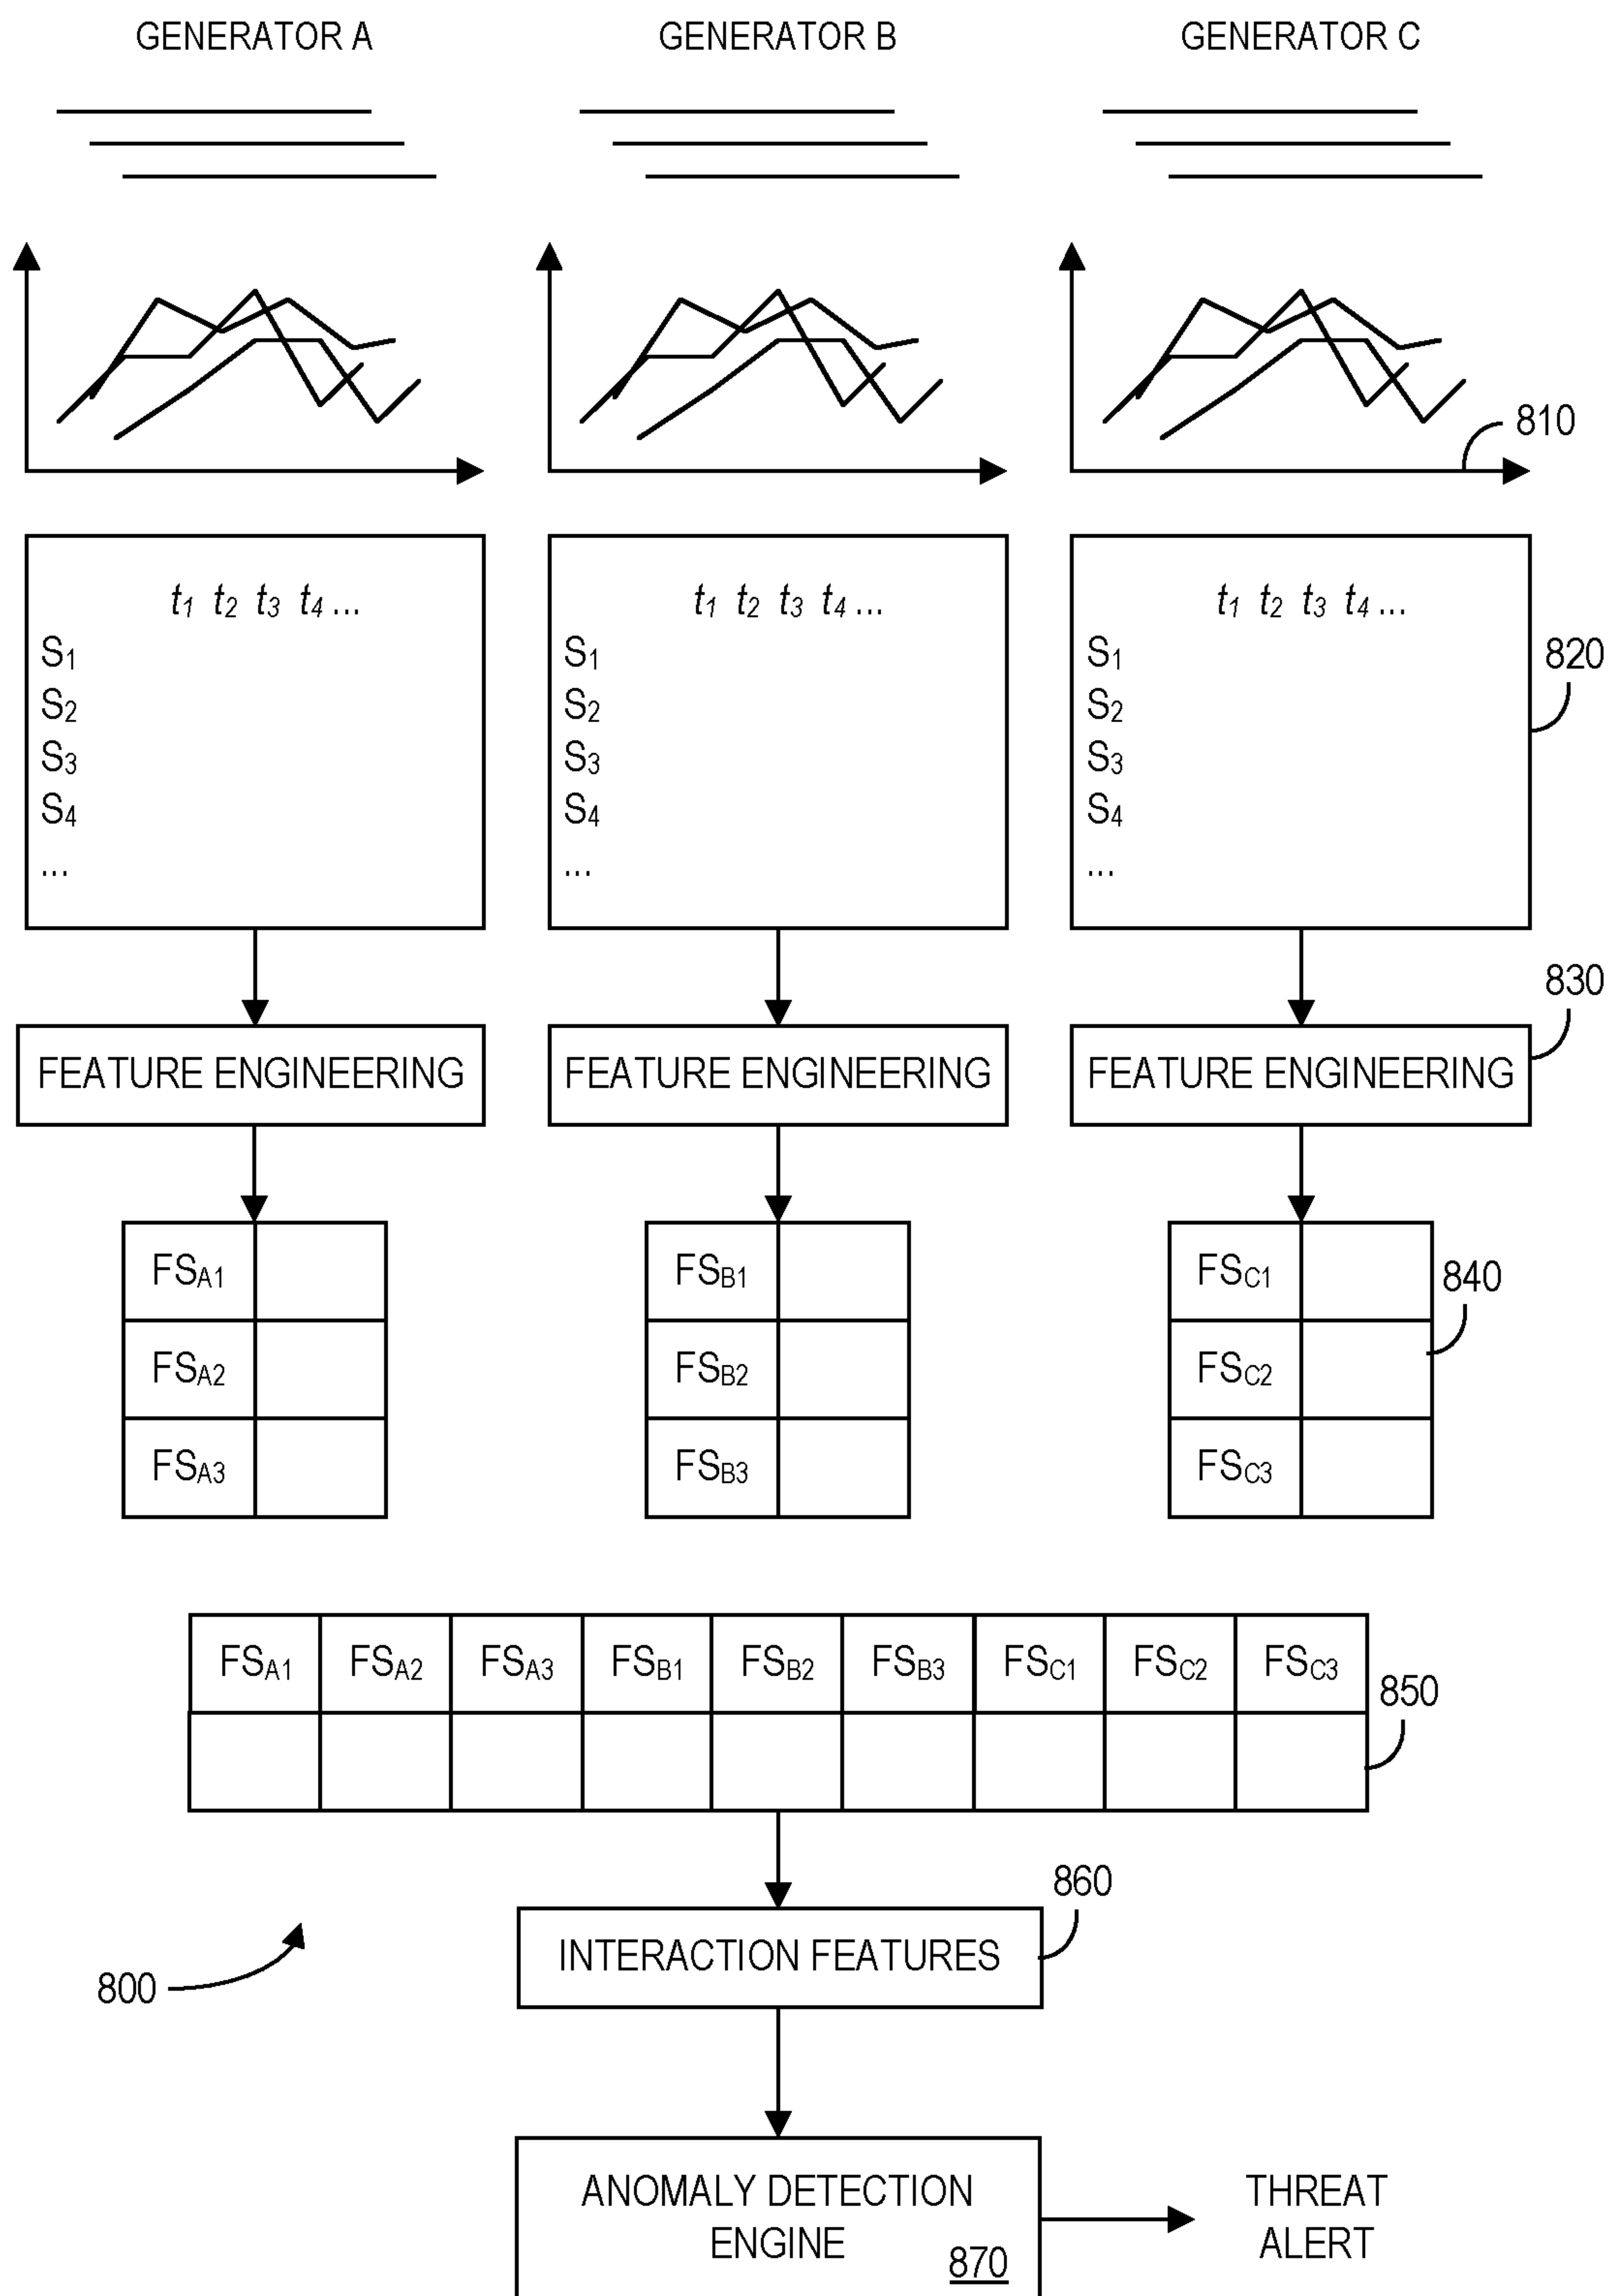 GENERATOR A GENERATOR B GENERATOR C
810
t1 t2 t3 t4 ... t1 t2 t3 t4 ... t1 t2 t3 t4 ...
S1 S1 S1
820
S2 S2 S2
S3 S3 S3
S4 S4 S4
... ... ...
830
FEATURE ENGINEERING FEATURE ENGINEERING FEATURE ENGINEERING
FSA1 FSB1 FSC1
840
FSA2 FSB2 FSC2
FSA3 FSB3 FSC3
FSA1 FSA2 FSA3 FSB1 FSB2 FSB3 FSC1 FSC2 FSC3
850
860
INTERACTION FEATURES
800
ANOMALY DETECTION
ENGINE
870
THREAT
ALERT